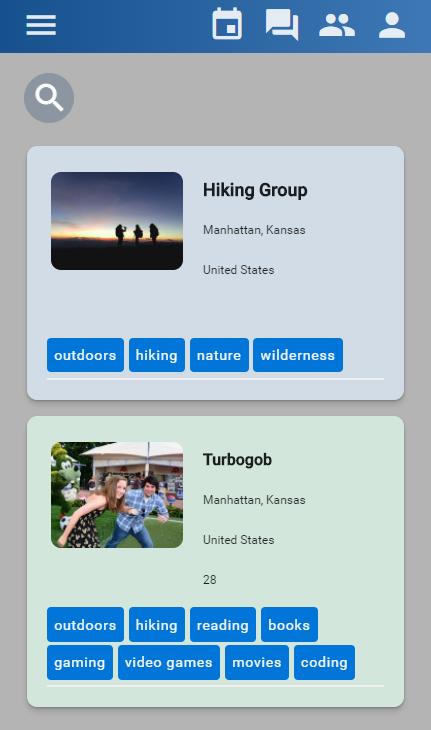 Hiking Group
Manhattan, Kansas
United States
outdoors hiking nature wilderness
Turbogob
Manhattan, Kansas
United States
28
outdoors hiking reading books
gaming video games movies coding